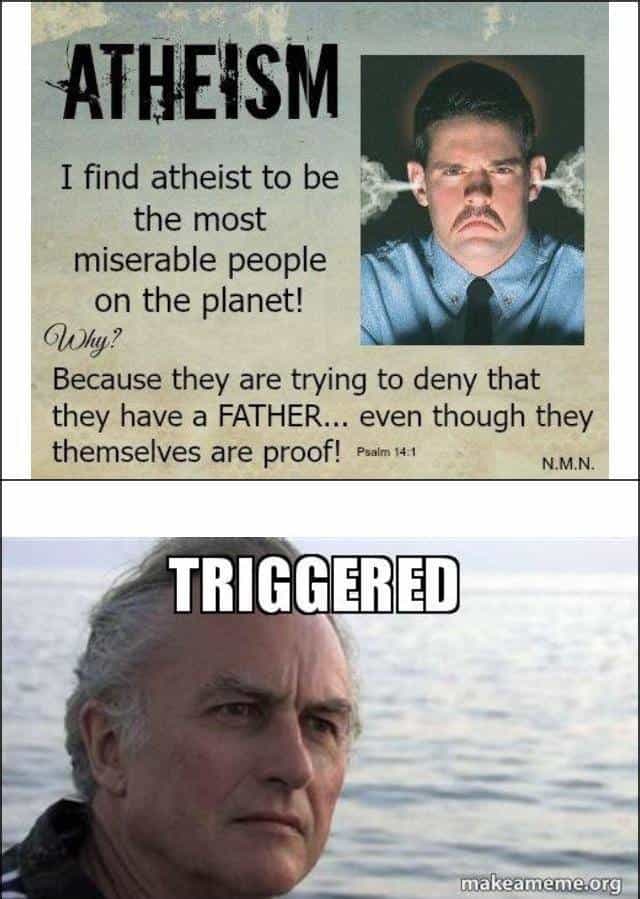 ATHEISM
I find atheist to be
the most
miserable people
on the planet!
Why?
Because they are trying to deny that
they have a FATHER... even though they
themselves are proof! Psalm 14:1
N.M.N.
TRIGGERED
makeameme.org